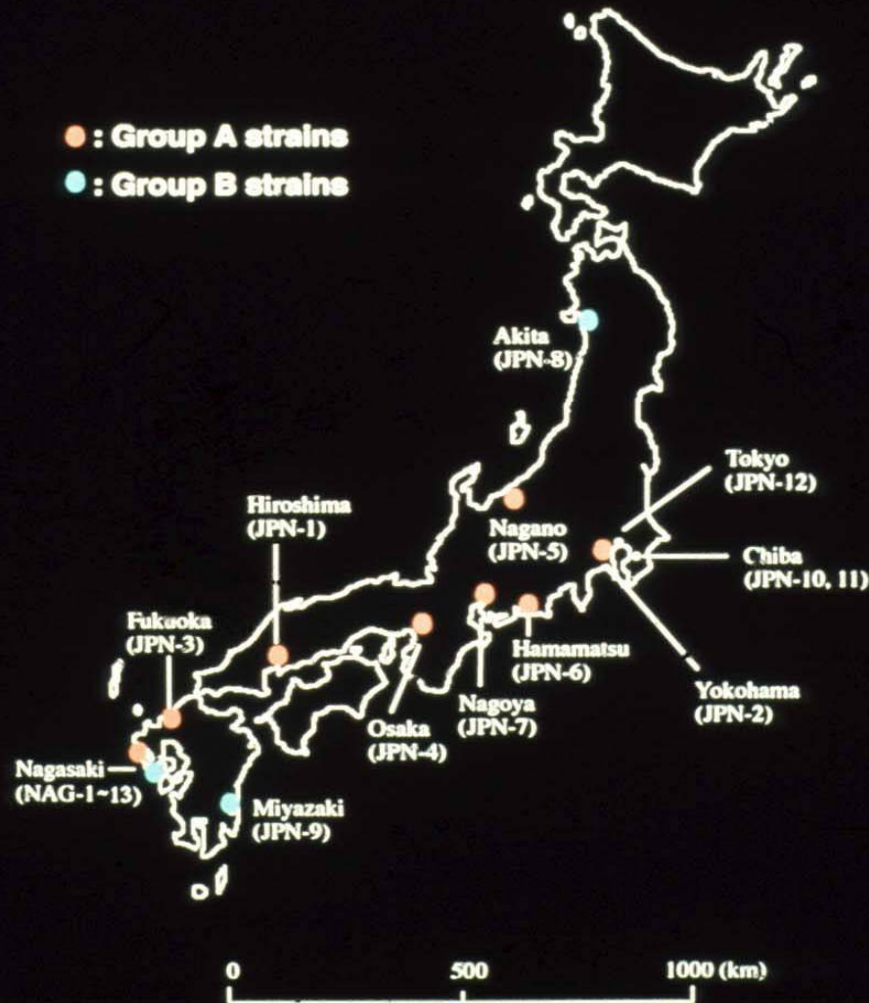 : Group A strains
: Group B strains
Akita
(JPN-8)
Tokyo
(JPN-12)
Hiroshima
(JPN-1)
Nagano
(JPN-5)
Chiba
(JPN-10, 11)
Fukuoka
(JPN-3)
Hamamatsu
(JPN-6)
Yokohama
(JPN-2)
Nagoya
(JPN-7)
Osaka
(JPN-4)
Nagasaki
(NAG-1~13)
Miyazaki
(JPN-9)
0 500 1000 (km)